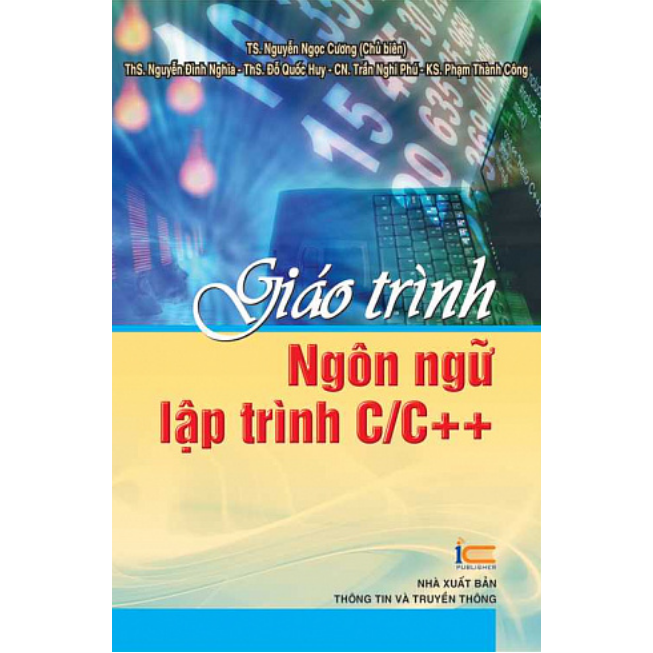 TS. Nguyễn Ngọc Cương (Chủ biên)
ThS. Nguyễn Đình Nghĩa - ThS. Đỗ Quốc Huy - CN. Trần Nghi Phú - KS. Phạm Thành Công
Giáo trình
Ngôn ngữ
lập trình C/C++
iC
PUBLISHER
NHÀ XUẤT BẢN
THÔNG TIN VÀ TRUYỀN THÔNG